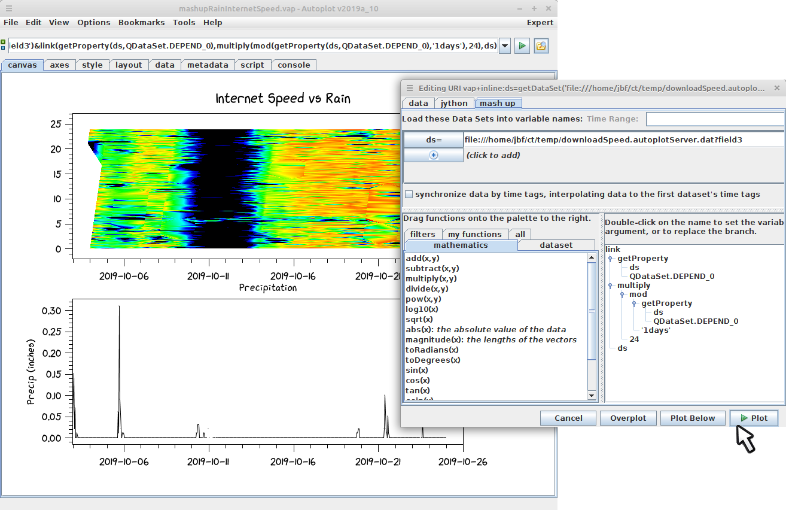 mashupRainInternetSpeed.vap - Autoplot v2019a_10
File Edit View Options Bookmarks Tools Help Expert
ield3')&link(getProperty(ds,QDataSet.DEPEND_0),multiply(mod(getProperty(ds,QDataSet.DEPEND_0),'1days'),24),ds)
canvas axes style layout data metadata script console
Internet Speed vs Rain
25
20
15
10
5
0
2019-10-06 2019-10-11 2019-10-16 2019-10-21
Precipitation
Precip (inches)
0.30
0.25
0.20
0.15
0.10
0.05
0.00
2019-10-06 2019-10-11 2019-10-16 2019-10-21 2019-10-26
Editing URI vap+inline:ds=getDataSet('file:///home/jbf/ct/temp/downloadSpeed.autoplo...
data jython mash up
Load these Data Sets into variable names: Time Range:
ds= file:///home/jbf/ct/temp/downloadSpeed.autoplotServer.dat?field3
(click to add)
synchronize data by time tags, interpolating data to the first dataset's time tags
Drag functions onto the palette to the right.
filters my functions all
mathematics dataset
add(x,y)
subtract(x,y)
multiply(x,y)
divide(x,y)
pow(x,y)
log10(x)
sqrt(x)
abs(x): the absolute value of the data
magnitude(x): the lengths of the vectors
toRadians(x)
toDegrees(x)
sin(x)
cos(x)
tan(x)
Double-click on the name to set the variab
argument, or to replace the branch.
link
getProperty
ds
QDataSet.DEPEND_0
multiply
mod
getProperty
ds
QDataSet.DEPEND_0
'1days'
24
ds
Cancel Overplot Plot Below Plot